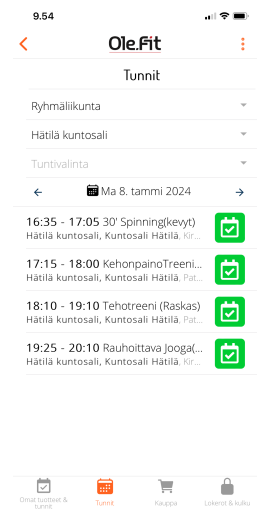 9.54
Ole.Fit
Tunnit
Ryhmäliikunta
Hätilä kuntosali
Tuntivalinta
Ma 8. tammi 2024
16:35 - 17:05 30' Spinning(kevyt)
Hätilä kuntosali, Kuntosali Hätilä, Kir...
17:15 - 18:00 KehonpainoTreeni...
Hätilä kuntosali, Kuntosali Hätilä, Pat...
18:10 - 19:10 Tehotreeni (Raskas)
Hätilä kuntosali, Kuntosali Hätilä, Pat...
19:25 - 20:10 Rauhoittava Jooga(...
Hätilä kuntosali, Kuntosali Hätilä, Kir...
Omat tuotteet &
tunnit
Tunnit
Kauppa
Lokerot & kulku